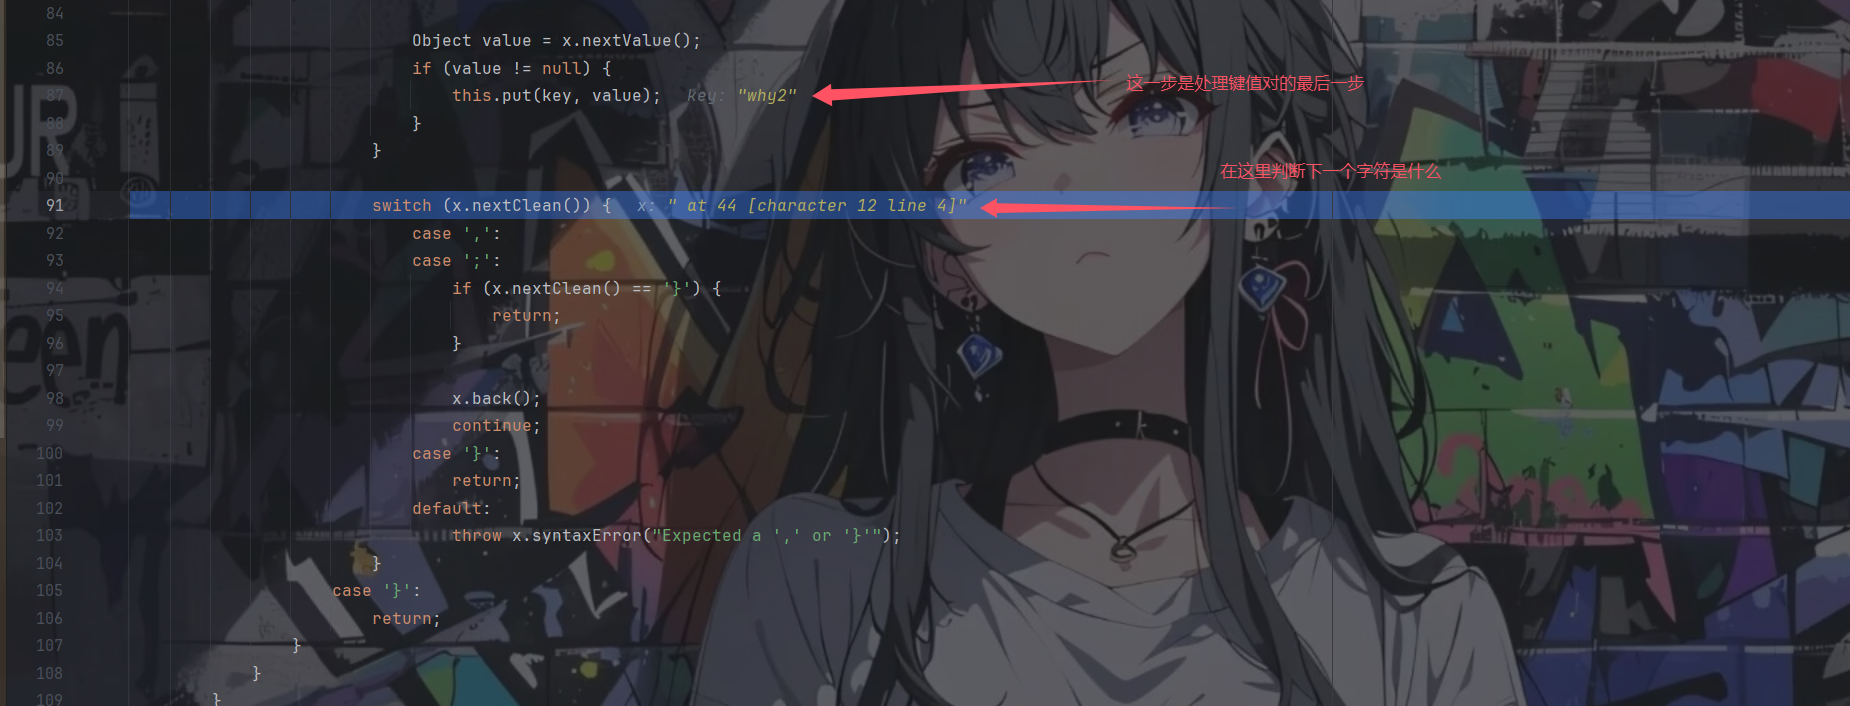 84
85 Object value = x.nextValue();
86 if (value != null) {
87 this.put(key, value); key: "why2" 这一步是处理键值对的最后一步
88 }
89 }
90 在这里判断下一个字符是什么
91 switch (x.nextClean()) { x: " at 44 [character 12 line 4]"
92 case ',':
93 case ';':
94 if (x.nextClean() == '}') {
95 return;
96 }
97
98 x.back();
99 continue;
100 case '}':
101 return;
102 default:
103 throw x.syntaxError("Expected a ',' or '}'");
104 }
105 case '}':
106 return;
107 }
108 }
109 }